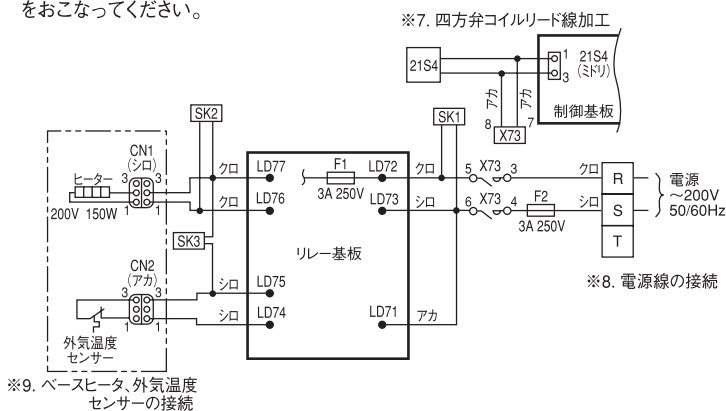 をおこなってください。
※7. 四方弁コイルリード線加工
21S4
1
3
21S4
(ミドリ)
制御基板
アカ
アカ
8
X73
7
SK2
SK1
CN1
(シロ)
3
3
1
1
ヒーター
200V 150W
クロ
LD77
F1
3A 250V
LD72
クロ
5
X73
3
クロ
R
クロ
LD76
LD73
シロ
6
X73
4
F2
3A 250V
シロ
S
T
電源
~200V
50/60Hz
SK3
リレー基板
CN2
(アカ)
3
3
1
1
シロ
LD75
シロ
LD74
LD71
アカ
※8. 電源線の接続
外気温度
センサー
※9. ベースヒータ、外気温度
センサーの接続